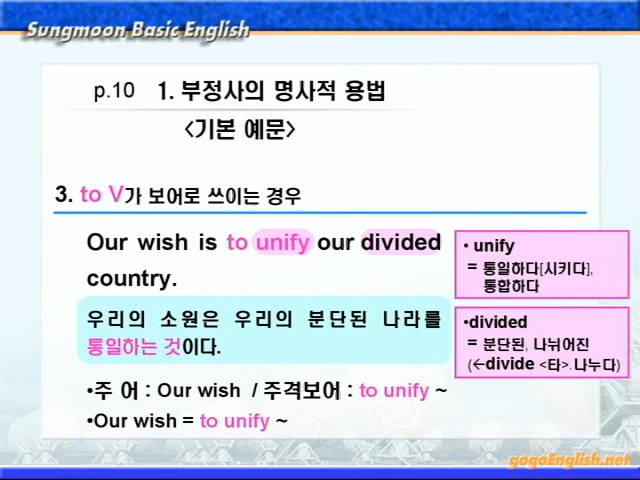 Sungmoon Basic English
p.10 1. 부정사의 명사적 용법
<기본 예문>
3. to V가 보어로 쓰이는 경우
Our wish is to unify our divided
country.
우리의 소원은 우리의 분단된 나라를
통일하는 것이다.
•주 어 : Our wish / 주격보어 : to unify ~
•Our wish = to unify ~
• unify
= 통일하다[시키다],
통합하다
•divided
= 분단된, 나뉘어진
(←divide <타>.나누다)
gogoEnglish.net